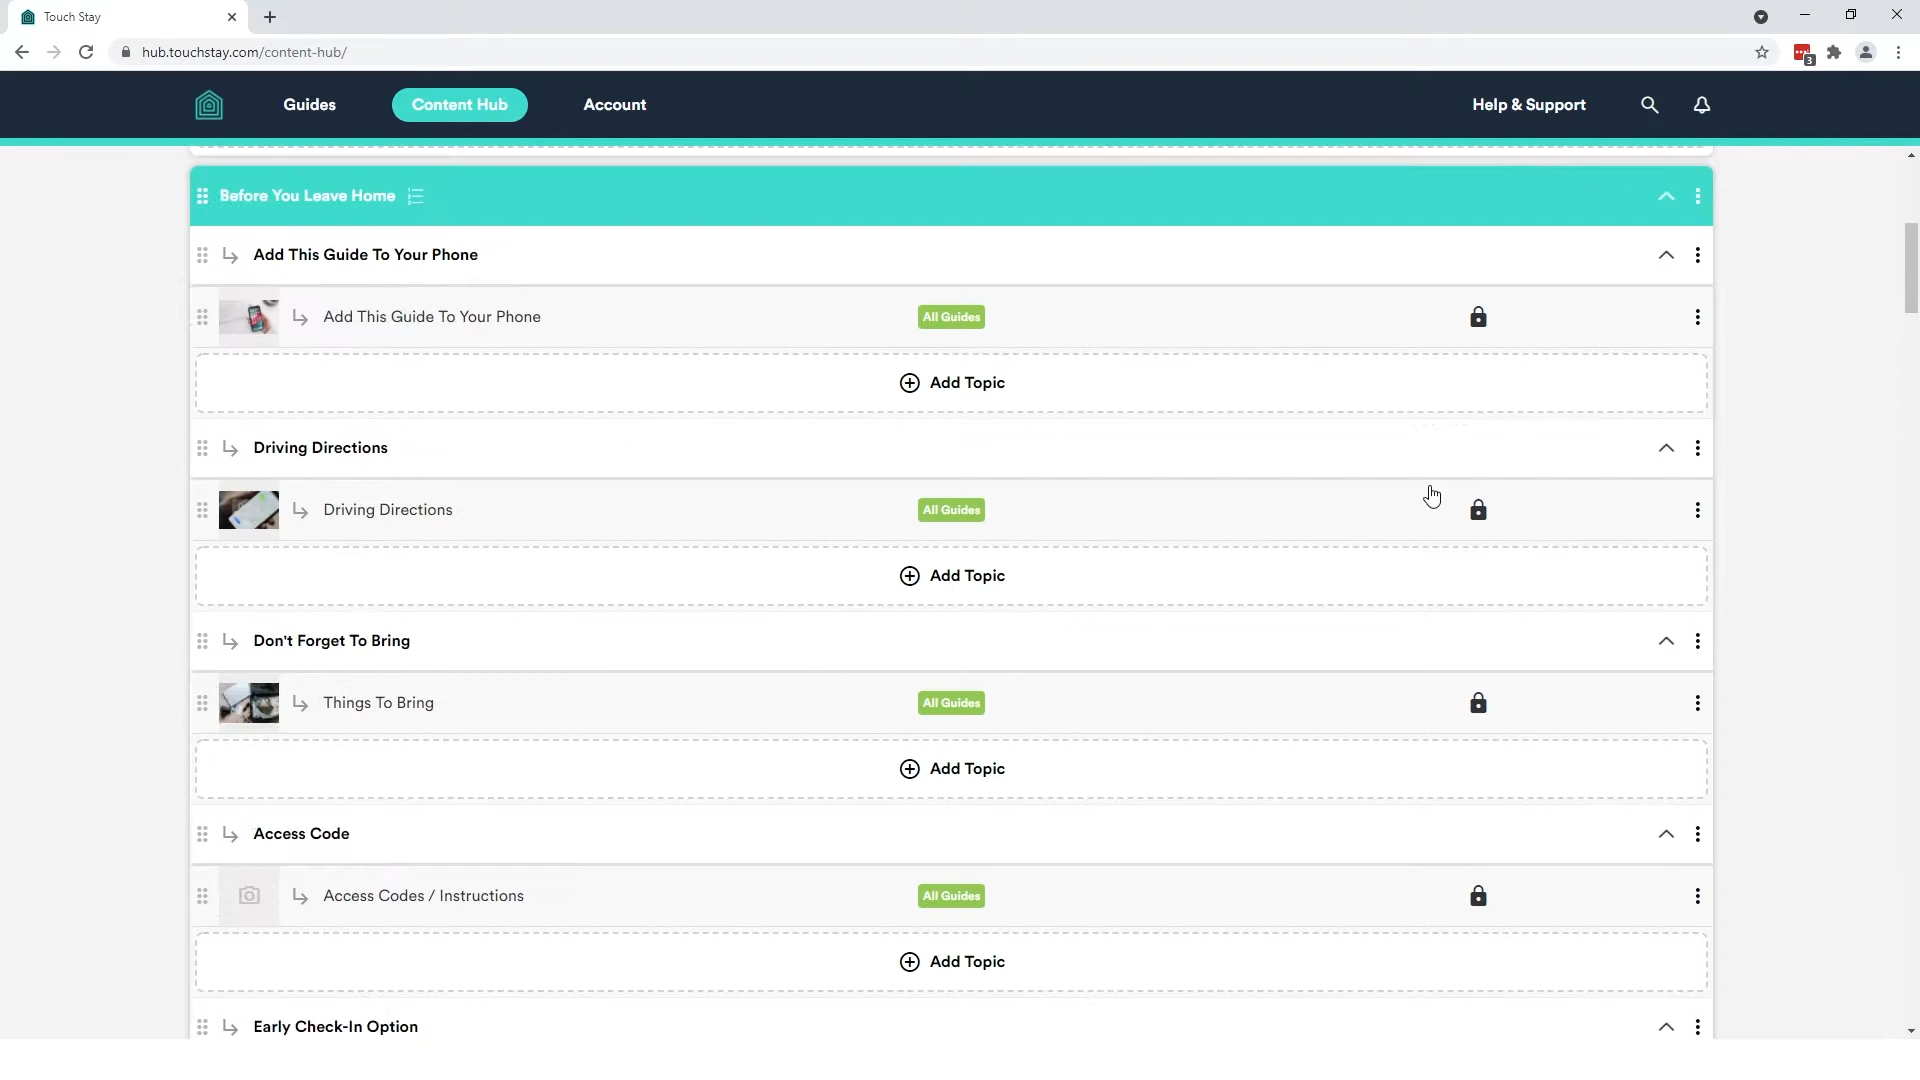 Touch Stay
hub.touchstay.com/content-hub/
3
Guides
Content Hub
Account
Help & Support
Before You Leave Home
Add This Guide To Your Phone
Add This Guide To Your Phone
All Guides
Add Topic
Driving Directions
Driving Directions
All Guides
Add Topic
Don't Forget To Bring
Things To Bring
All Guides
Add Topic
Access Code
Access Codes / Instructions
All Guides
Add Topic
Early Check-In Option